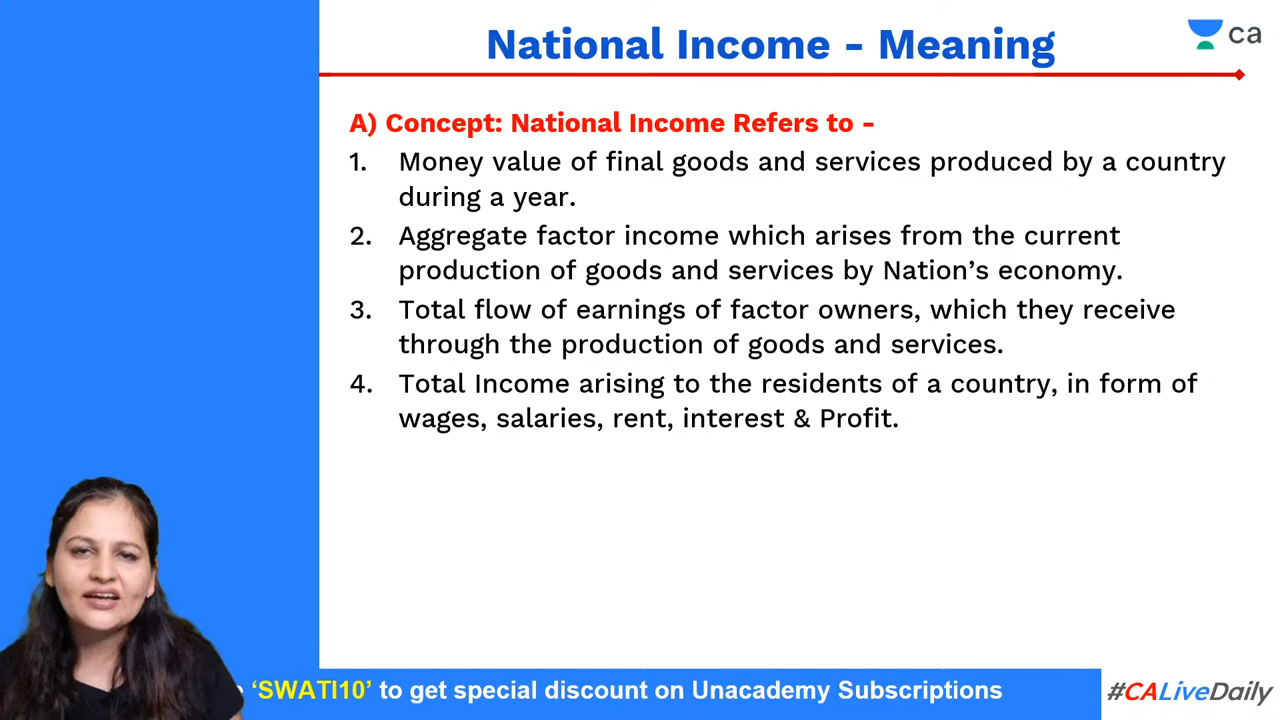 National Income - Meaning
ca
A) Concept: National Income Refers to -
1. Money value of final goods and services produced by a country
during a year.
2. Aggregate factor income which arises from the current
production of goods and services by Nation’s economy.
3. Total flow of earnings of factor owners, which they receive
through the production of goods and services.
4. Total Income arising to the residents of a country, in form of
wages, salaries, rent, interest & Profit.
‘SWATI10’ to get special discount on Unacademy Subscriptions
#CALiveDaily